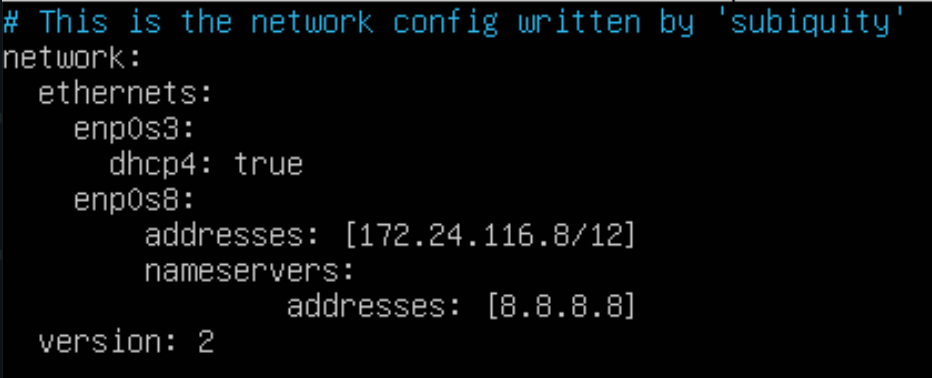 # This is the network config written by 'subiquity'
network:
  ethernets:
    enp0s3:
      dhcp4: true
    enp0s8:
        addresses: [172.24.116.8/12]
        nameservers:
                addresses: [8.8.8.8]
  version: 2